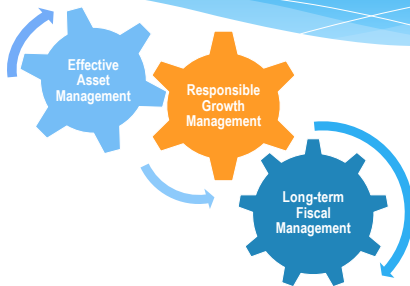 Effective
Asset
Management
Responsible
Growth
Management
Long-term
Fiscal
Management